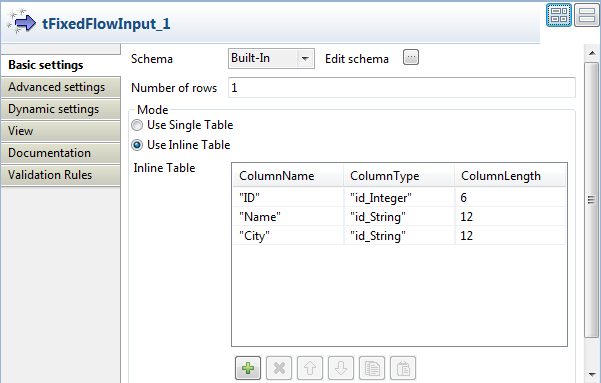 tFixedFlowInput_1
Basic settings
Advanced settings
Dynamic settings
View
Documentation
Validation Rules
Schema Built-In Edit schema ...
Number of rows 1
Mode
Use Single Table
Use Inline Table
Inline Table
ColumnName ColumnType ColumnLength
"ID" "id_Integer" 6
"Name" "id_String" 12
"City" "id_String" 12